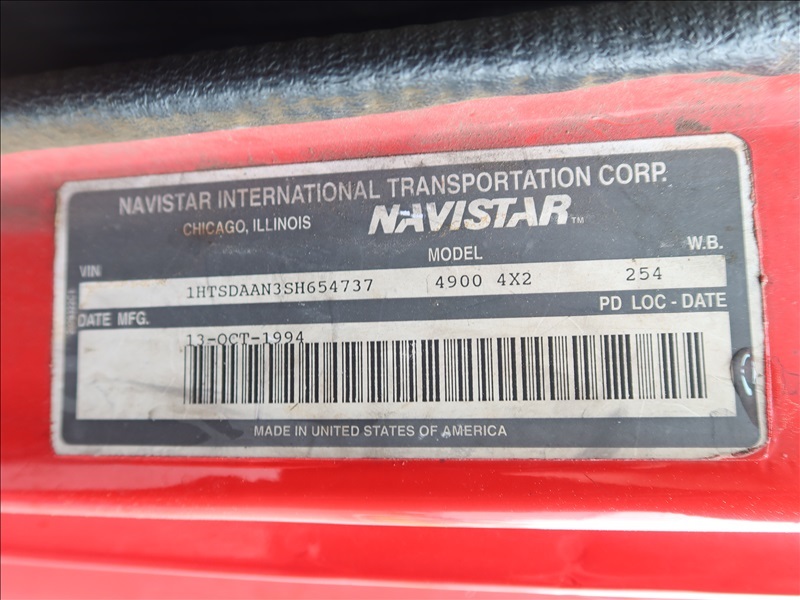 NAVISTAR INTERNATIONAL TRANSPORTATION CORP.
CHICAGO, ILLINOIS NAVISTAR™
VIN MODEL W.B.
1HTSDAAN3SH654737 4900 4X2 254
DATE MFG. PD LOC - DATE
13-OCT-1994
MADE IN UNITED STATES OF AMERICA